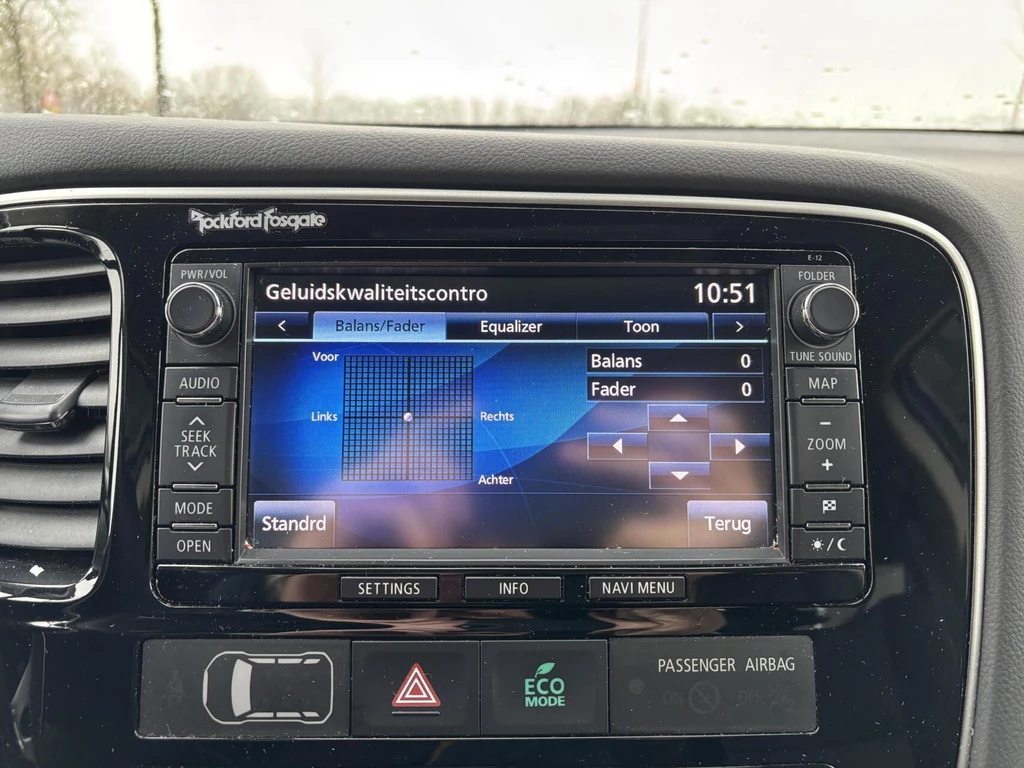 Rockford Fosgate
E-12
PWR/VOL
FOLDER
Geluidskwaliteitscontro
10:51
<
Balans/Fader
Equalizer
Toon
>
TUNE SOUND
Voor
Balans 0
AUDIO
MAP
Fader 0
Links
Rechts
SEEK
TRACK
ZOOM
Achter
MODE
Standrd
Terug
OPEN
SETTINGS
INFO
NAVI MENU
PASSENGER AIRBAG
ECO
MODE
ON
OFF